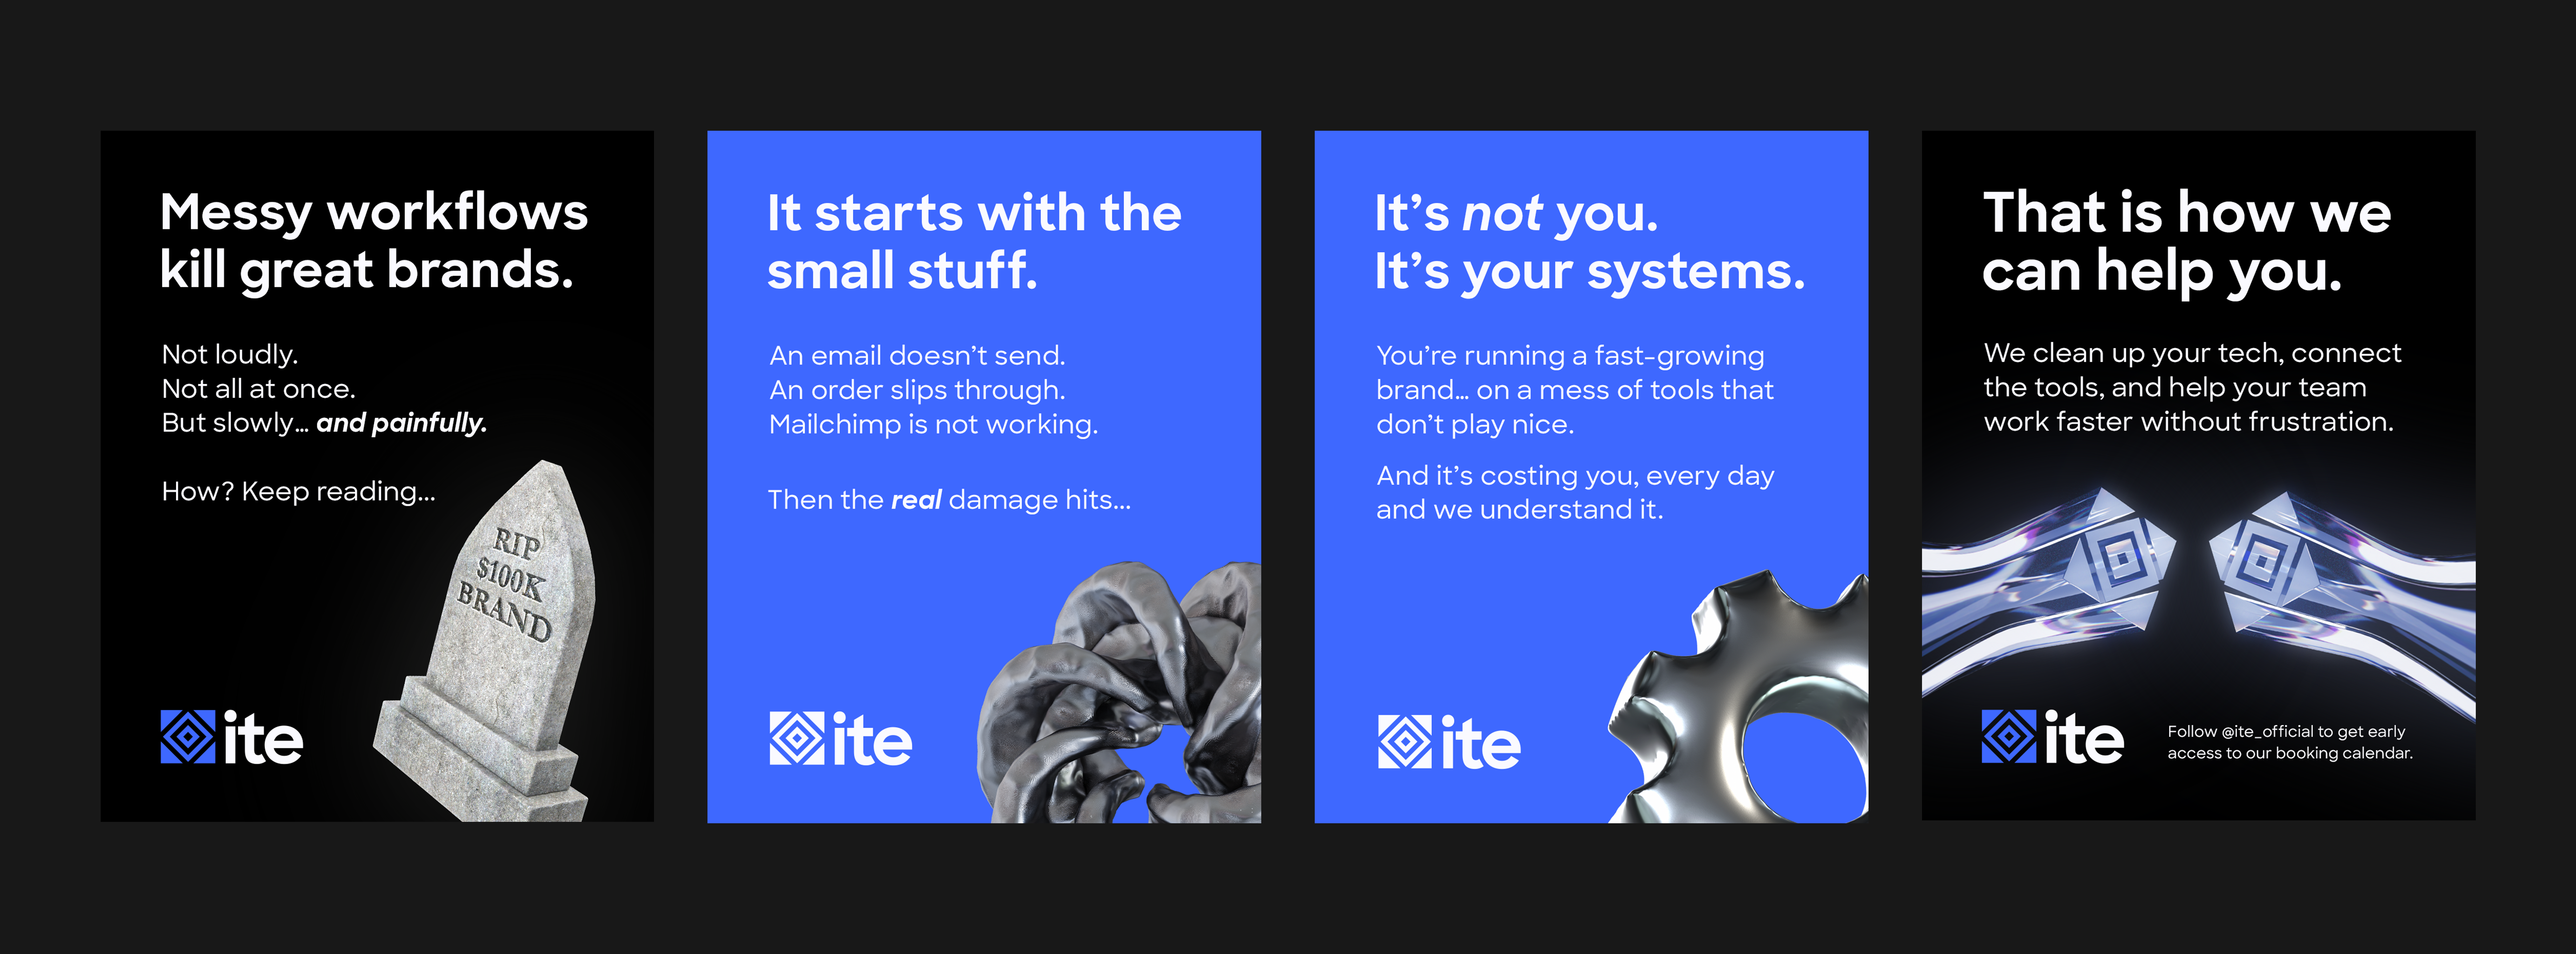 Messy workflows
kill great brands.
Not loudly.
Not all at once.
But slowly... and painfully.
How? Keep reading...
RIP
$100K
BRAND
ite
It starts with the
small stuff.
An email doesn’t send.
An order slips through.
Mailchimp is not working.
Then the real damage hits...
ite
It’s not you.
It’s your systems.
You’re running a fast-growing
brand... on a mess of tools that
don’t play nice.
And it’s costing you, every day
and we understand it.
ite
That is how we
can help you.
We clean up your tech, connect
the tools, and help your team
work faster without frustration.
ite
Follow @ite_official to get early
access to our booking calendar.